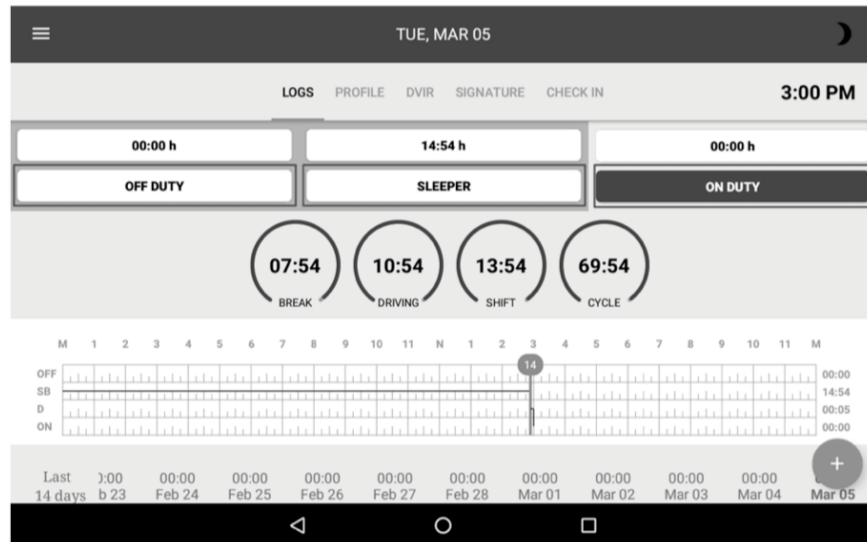 TUE, MAR 05
LOGS PROFILE DVIR SIGNATURE CHECK IN 3:00 PM
00:00 h 14:54 h 00:00 h
OFF DUTY SLEEPER ON DUTY
07:54 10:54 13:54 69:54
BREAK DRIVING SHIFT CYCLE
M 1 2 3 4 5 6 7 8 9 10 11 N 1 2 3 4 5 6 7 8 9 10 11 M
14
OFF 00:00
SB 14:54
D 00:05
ON 00:00
+
Last :00 00:00 00:00 00:00 00:00 00:00 00:00 00:00 00:00 00:00
14 days b 23 Feb 24 Feb 25 Feb 26 Feb 27 Feb 28 Mar 01 Mar 02 Mar 03 Mar 04 Mar 05